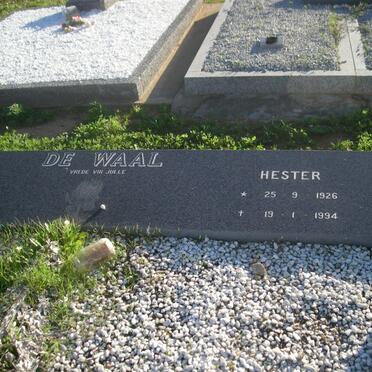 DE WAAL
VREDE VIR JULLE
HESTER
* 25 9 1926
† 19 1 1994